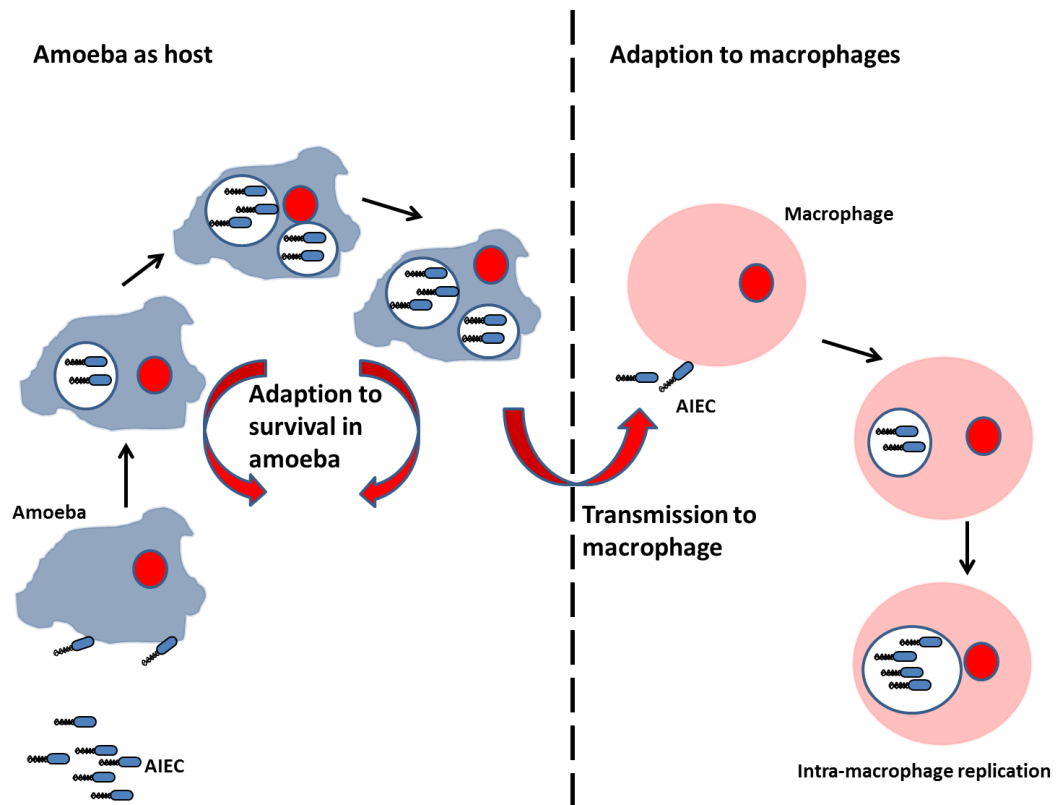 Amoeba as host
Adaption to
survival in
amoeba
Amoeba
AIEC
Adaption to macrophages
Macrophage
AIEC
Transmission to
macrophage
Intra-macrophage replication